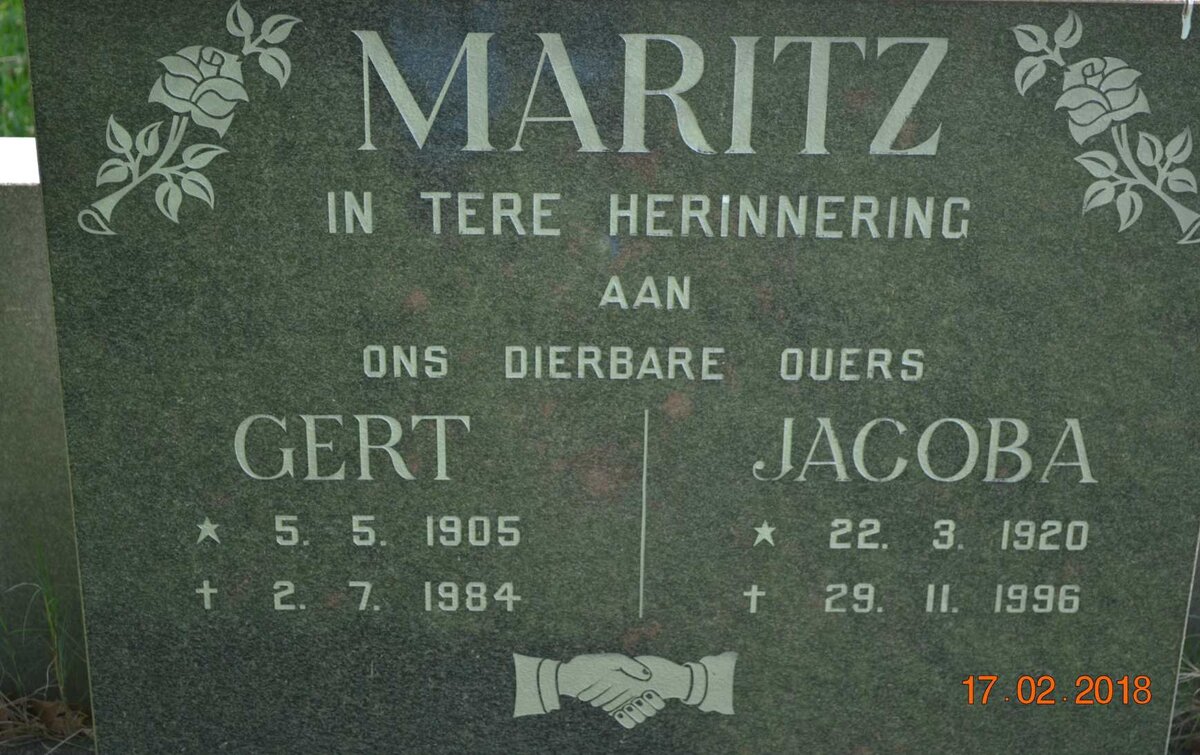 MARITZ
IN TERE HERINNERING
AAN
ONS DIERBARE OUERS
GERT JACOBA
★ 5. 5. 1905 ★ 22. 3. 1920
† 2. 7. 1984 † 29. 11. 1996
17.02.2018